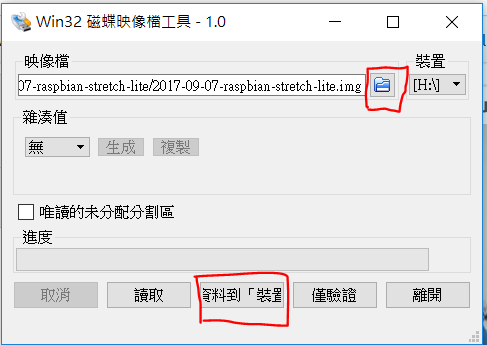 Win32 磁碟映像檔工具 - 1.0
映像檔
裝置
07-raspbian-stretch-lite/2017-09-07-raspbian-stretch-lite.img
[H:\]
雜湊值
無
生成
複製
唯讀的未分配分割區
進度
取消
讀取
資料到「裝置
僅驗證
離開